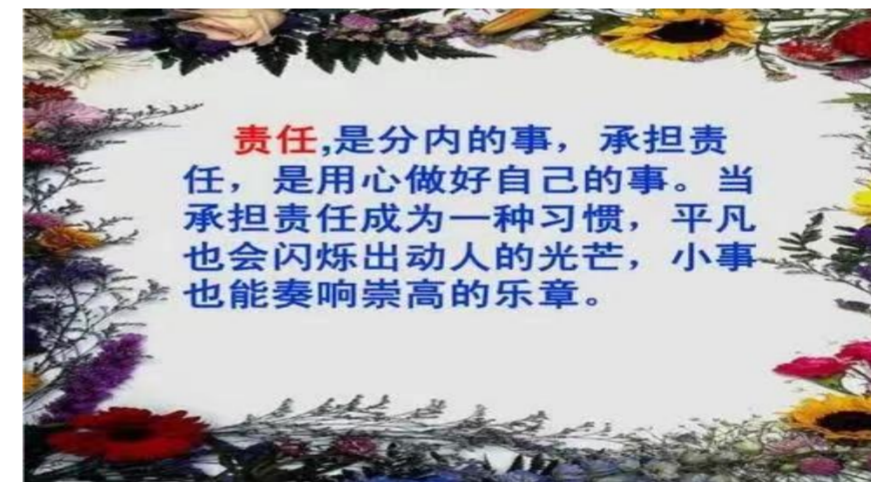 责任,是分内的事，承担责
任，是用心做好自己的事。当
承担责任成为一种习惯，平凡
也会闪烁出动人的光芒，小事
也能奏响崇高的乐章。